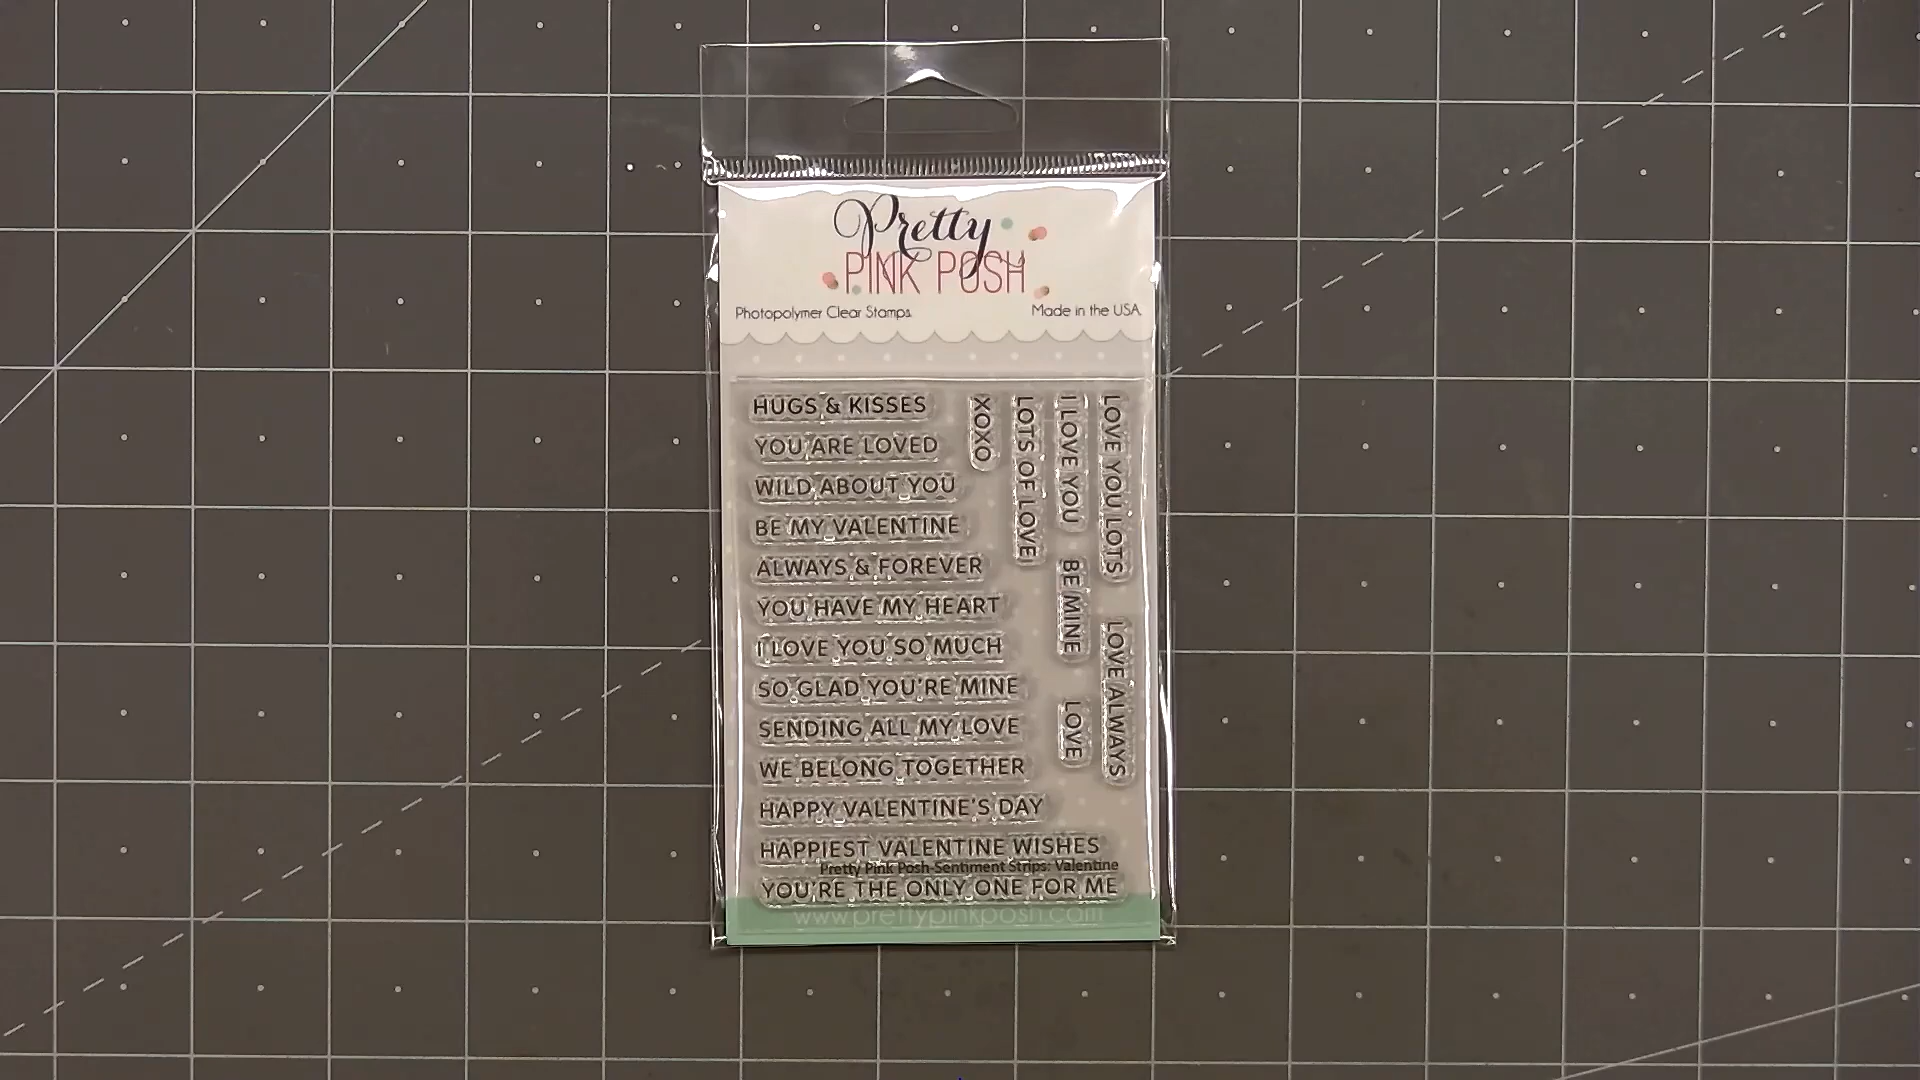 Pretty
PINK POSH
Photopolymer Clear Stamps
Made in the USA
HUGS & KISSES
YOU ARE LOVED
WILD ABOUT YOU
BE MY VALENTINE
ALWAYS & FOREVER
YOU HAVE MY HEART
I LOVE YOU SO MUCH
SO GLAD YOU'RE MINE
SENDING ALL MY LOVE
WE BELONG TOGETHER
HAPPY VALENTINE'S DAY
HAPPIEST VALENTINE WISHES
Pretty Pink Posh-Sentiment Strips: Valentine
YOU'RE THE ONLY ONE FOR ME
XOXO
LOTS OF LOVE
I LOVE YOU
BE MINE
LOVE
LOVE YOU LOTS
LOVE ALWAYS
www.prettypinkposh.com